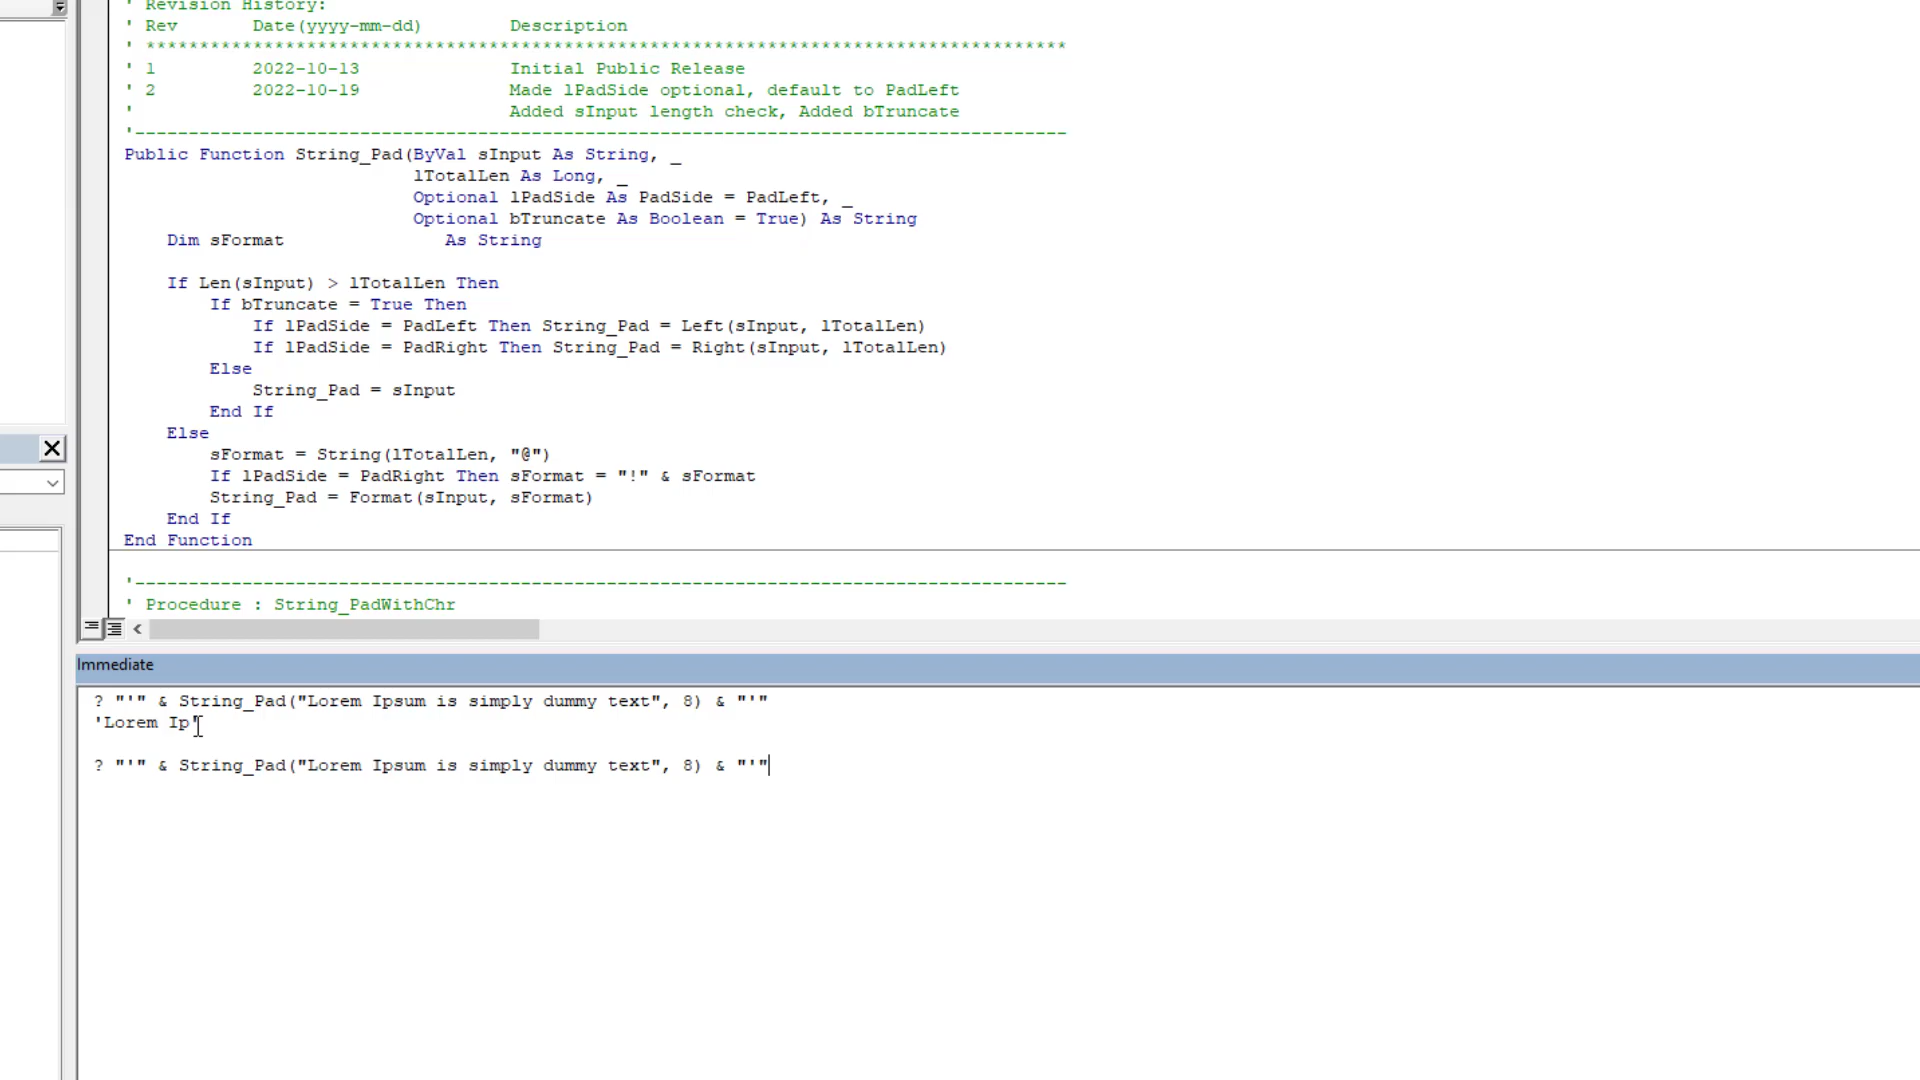 ' Revision History:
' Rev       Date(yyyy-mm-dd)        Description
' **************************************************************************************
' 1         2022-10-13              Initial Public Release
' 2         2022-10-19              Made lPadSide optional, default to PadLeft
'                                   Added sInput length check, Added bTruncate
'---------------------------------------------------------------------------------------
Public Function String_Pad(ByVal sInput As String, _
                           lTotalLen As Long, _
                           Optional lPadSide As PadSide = PadLeft, _
                           Optional bTruncate As Boolean = True) As String
    Dim sFormat               As String
    If Len(sInput) > lTotalLen Then
        If bTruncate = True Then
            If lPadSide = PadLeft Then String_Pad = Left(sInput, lTotalLen)
            If lPadSide = PadRight Then String_Pad = Right(sInput, lTotalLen)
        Else
            String_Pad = sInput
        End If
    Else
        sFormat = String(lTotalLen, "@")
        If lPadSide = PadRight Then sFormat = "!" & sFormat
        String_Pad = Format(sInput, sFormat)
    End If
End Function
'---------------------------------------------------------------------------------------
' Procedure : String_PadWithChr
Immediate
? "'" & String_Pad("Lorem Ipsum is simply dummy text", 8) & "'"
'Lorem Ip'
? "'" & String_Pad("Lorem Ipsum is simply dummy text", 8) & "'"